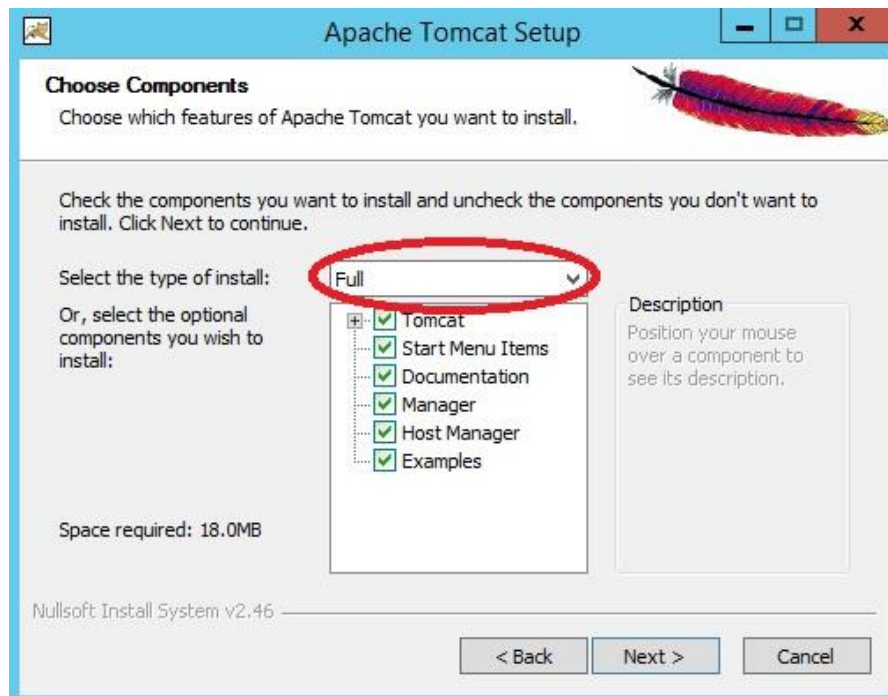 Apache Tomcat Setup
Choose Components
Choose which features of Apache Tomcat you want to install.
Check the components you want to install and uncheck the components you don't want to
install. Click Next to continue.
Select the type of install:
Full
Or, select the optional
components you wish to
install:
Tomcat
Start Menu Items
Documentation
Manager
Host Manager
Examples
Description
Position your mouse
over a component to
see its description.
Space required: 18.0MB
Nullsoft Install System v2.46
< Back
Next >
Cancel